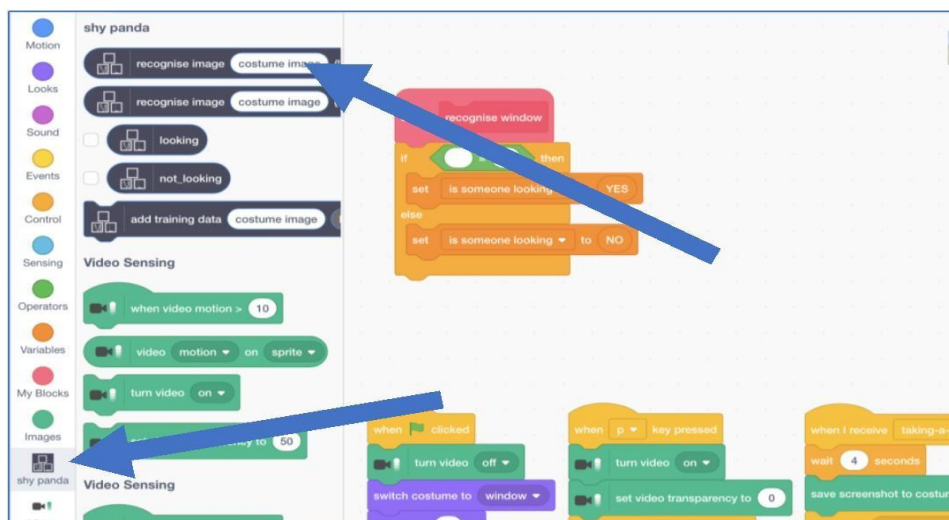 Motion
Looks
Sound
Events
Control
Sensing
Operators
Variables
My Blocks
Images
shy panda
shy panda
recognise image costume image
recognise image costume image
looking
not_looking
add training data costume image
Video Sensing
when video motion > 10
video motion on sprite
turn video on
to 50
Video Sensing
recognise window
if = then
set is someone looking YES
else
set is someone looking to NO
when clicked
turn video off
switch costume to window
when p key pressed
turn video on
set video transparency to 0
when I receive taking-a-
wait 4 seconds
save screenshot to